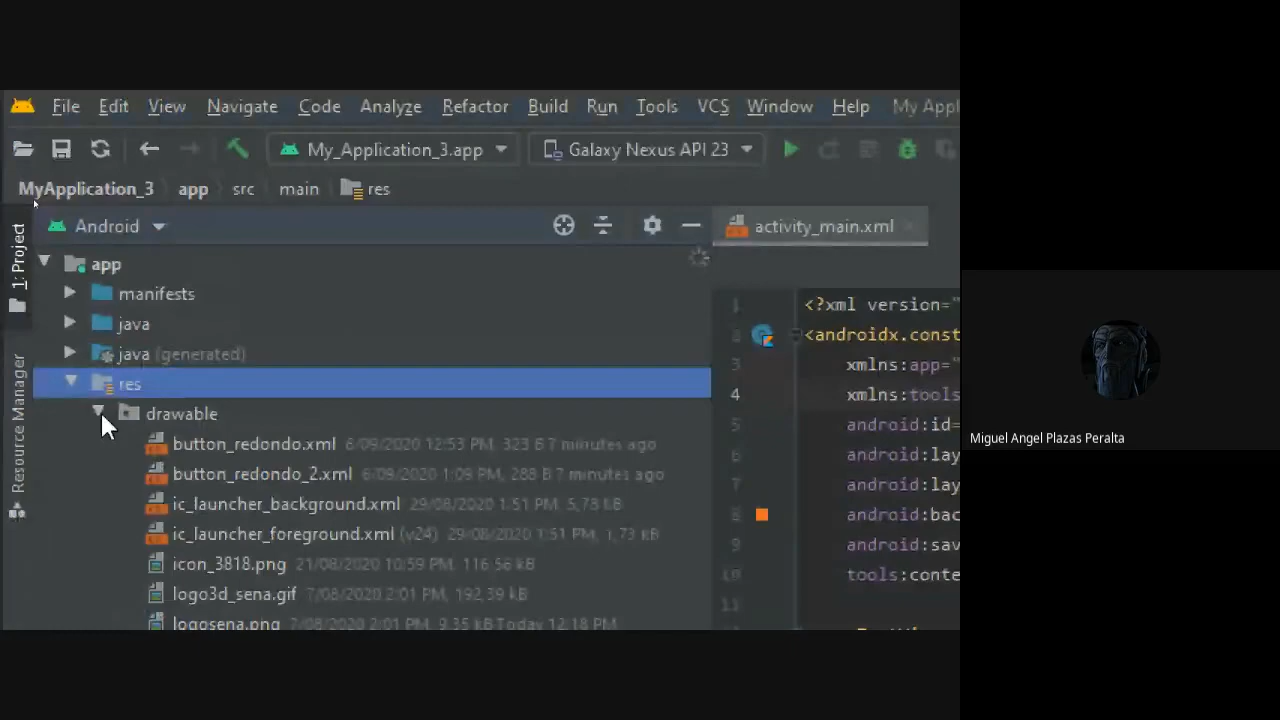 File Edit View Navigate Code Analyze Refactor Build Run Tools VCS Window Help My Appl
My_Application_3.app Galaxy Nexus API 23
MyApplication_3 app src main res
1: Project
Resource Manager
Android
app
manifests
java
java (generated)
res
drawable
button_redondo.xml 6/09/2020 12:53 PM, 323 B 7 minutes ago
button_redondo_2.xml 6/09/2020 1:09 PM, 288 B 7 minutes ago
ic_launcher_background.xml 29/08/2020 1:51 PM, 5,73 kB
ic_launcher_foreground.xml (v24) 29/08/2020 1:51 PM, 1,73 kB
icon_3818.png 21/08/2020 10:59 PM, 116,56 kB
logo3d_sena.gif 7/08/2020 2:01 PM, 192,39 kB
logosena.png 7/08/2020 2:01 PM, 9,35 kB Today 12:18 PM
activity_main.xml
1 <?xml version="
2 <androidx.const
3 xmlns:app="
4 xmlns:tools
5 android:id=
6 android:lay
7 android:lay
8 android:bac
9 android:sav
10 tools:conte
11
Miguel Angel Plazas Peralta